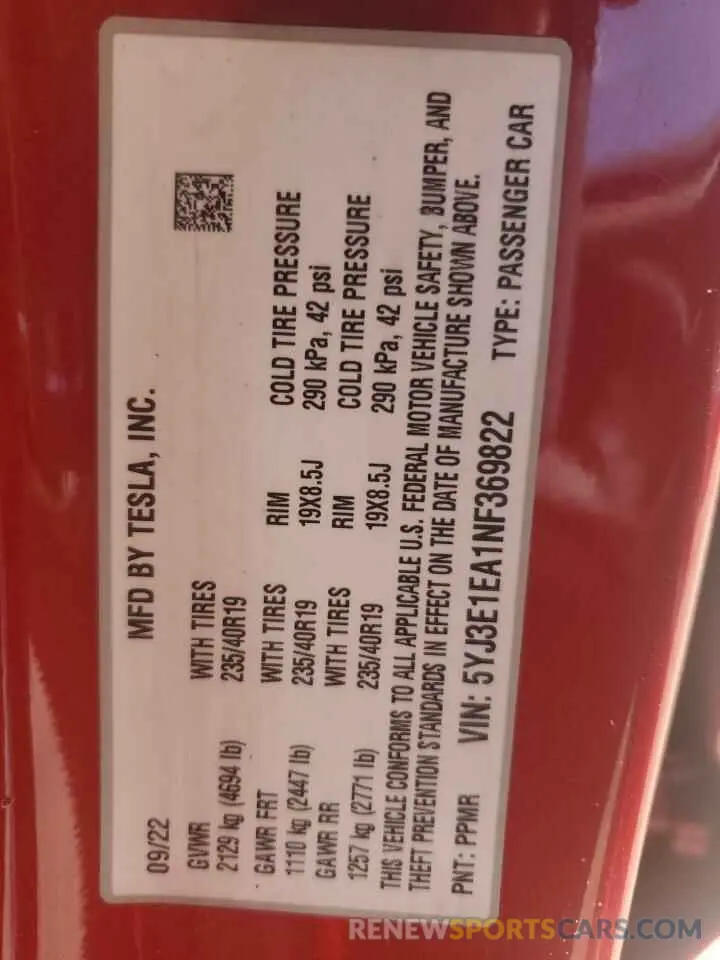 MFD BY TESLA, INC.
09/22
GVWR WITH TIRES
2129 kg (4694 lb) 235/40R19
GAWR FRT WITH TIRES RIM COLD TIRE PRESSURE
1110 kg (2447 lb) 235/40R19 19X8.5J 290 kPa, 42 psi
GAWR RR WITH TIRES RIM COLD TIRE PRESSURE
1257 kg (2771 lb) 235/40R19 19X8.5J 290 kPa, 42 psi
THIS VEHICLE CONFORMS TO ALL APPLICABLE U.S. FEDERAL MOTOR VEHICLE SAFETY, BUMPER, AND
THEFT PREVENTION STANDARDS IN EFFECT ON THE DATE OF MANUFACTURE SHOWN ABOVE.
PNT: PPMR VIN: 5YJ3E1EA1NF369822 TYPE: PASSENGER CAR
RENEWSPORTSCARS.COM